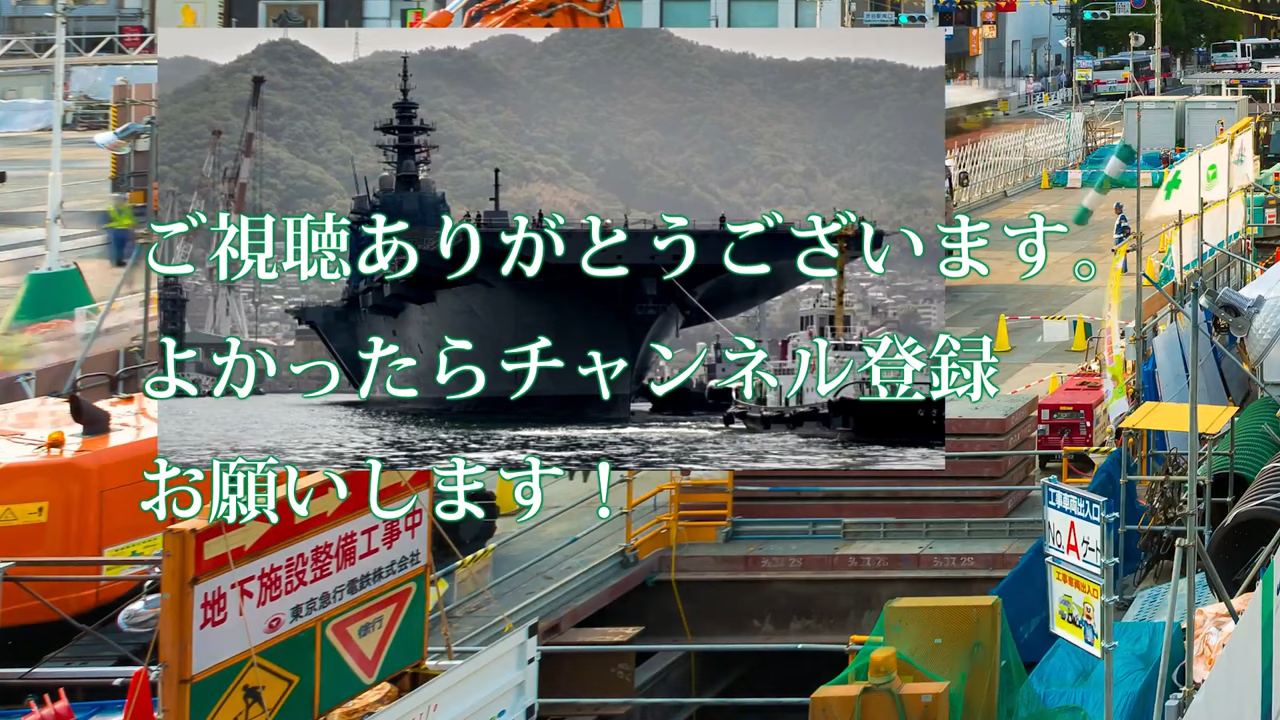 ご視聴ありがとうございます。
よかったらチャンネル登録
お願いします！
地下施設整備工事中
東京急行電鉄株式会社
徐行
工事車両出入口
No.Aゲート
工事車両出入口